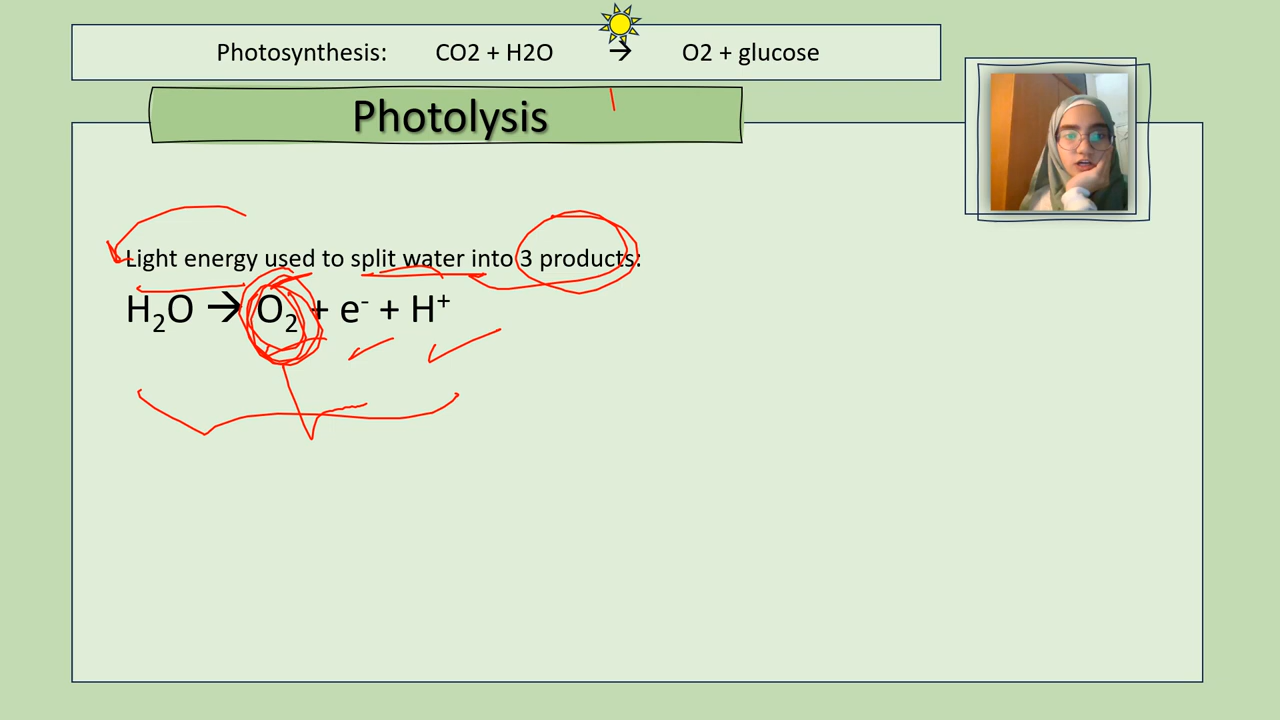 Photosynthesis: CO2 + H2O → O2 + glucose
Photolysis
Light energy used to split water into 3 products:
H₂O → O₂ + e⁻ + H⁺